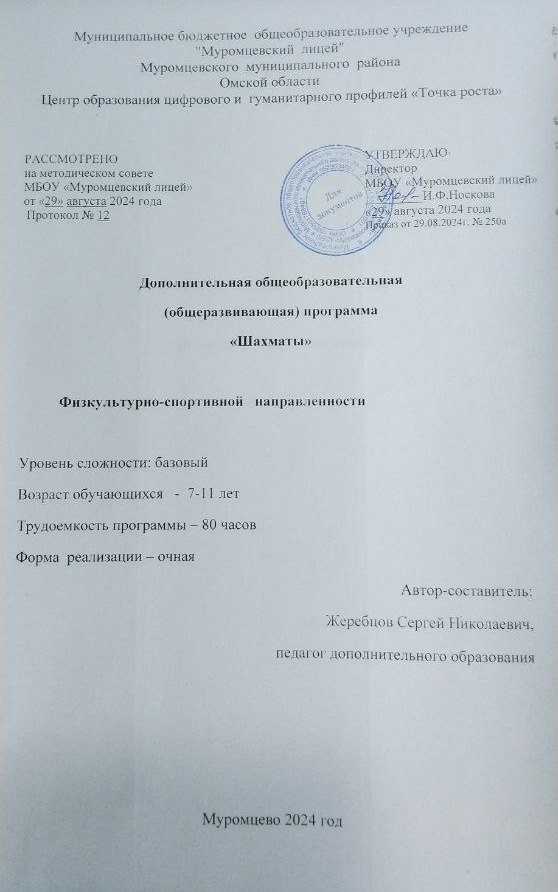 Муниципальное бюджетное общеобразовательное учреждение
"Муромцевский лицей"
Муромцевского муниципального района
Омской области
Центр образования цифрового и гуманитарного профилей «Точка роста»
РАССМОТРЕНО
на методическом совете
МБОУ «Муромцевский лицей»
от «29» августа 2024 года
Протокол № 12
УТВЕРЖДАЮ
Директор
МБОУ «Муромцевский лицей»
И.Ф.Носкова
«29» августа 2024 года
Приказ от 29.08.2024г. № 250а
Для
документов
Дополнительная общеобразовательная
(общеразвивающая) программа
«Шахматы»
Физкультурно-спортивной направленности
Уровень сложности: базовый
Возраст обучающихся - 7-11 лет
Трудоемкость программы – 80 часов
Форма реализации – очная
Автор-составитель:
Жеребцов Сергей Николаевич,
педагог дополнительного образования
Муромцево 2024 год